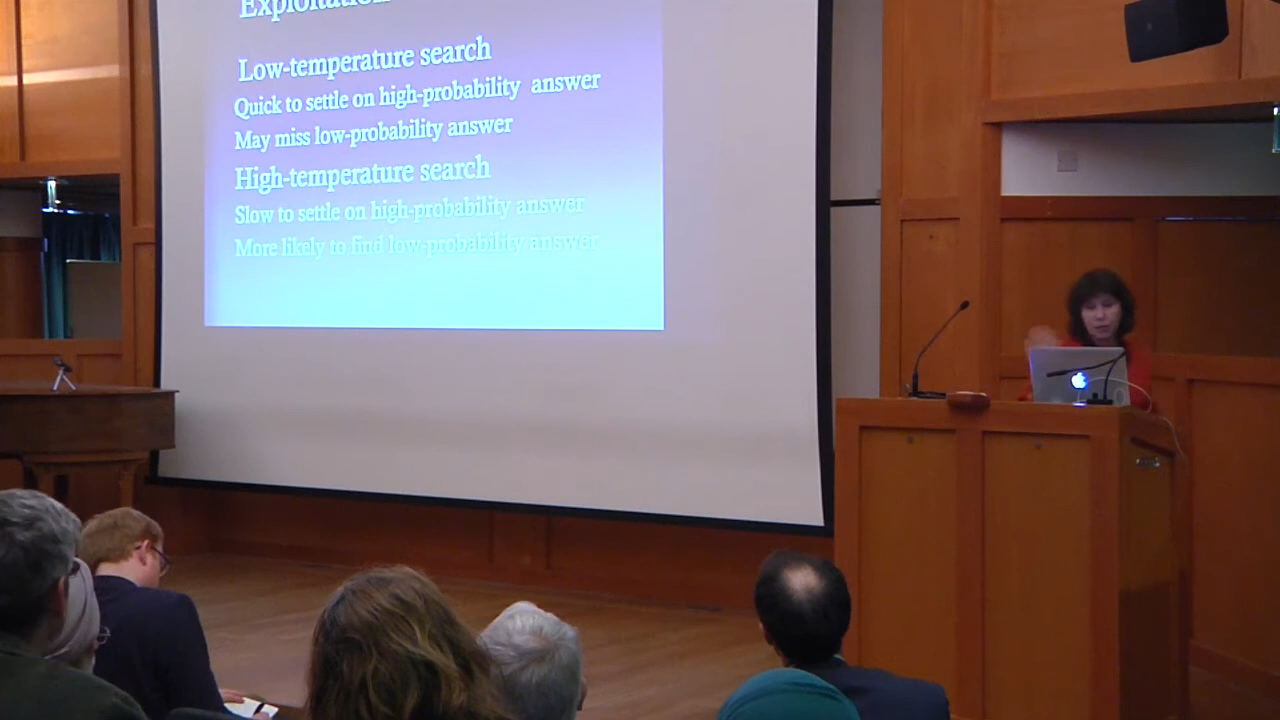 Exploitation
Low-temperature search
Quick to settle on high-probability answer
May miss low-probability answer
High-temperature search
Slow to settle on high-probability answer
More likely to find low-probability answer